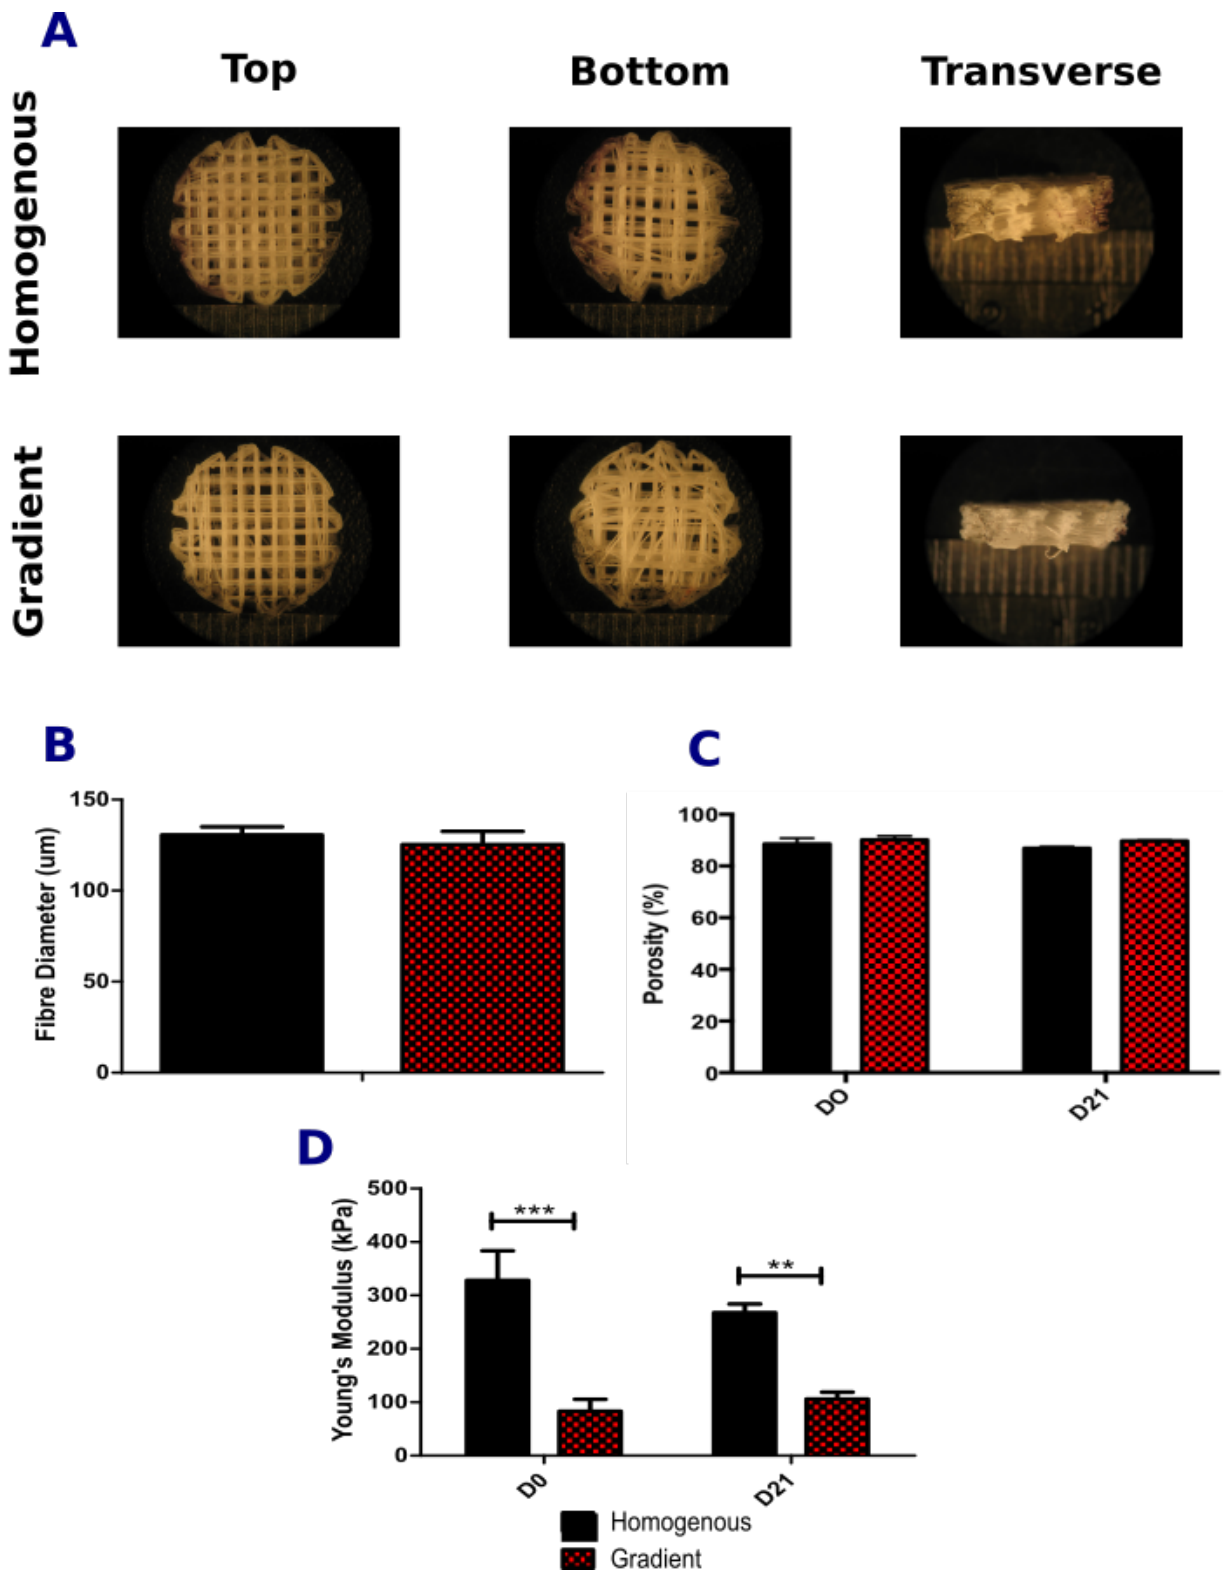 A
Top
Bottom
Transverse
Homogenous
Gradient
B
150
100
50
0
Fibre Diameter (um)
C
100
80
60
40
20
0
Porosity (%)
DO
D21
D
500
400
300
200
100
0
Young's Modulus (kPa)
***
**
D0
D21
Homogenous
Gradient